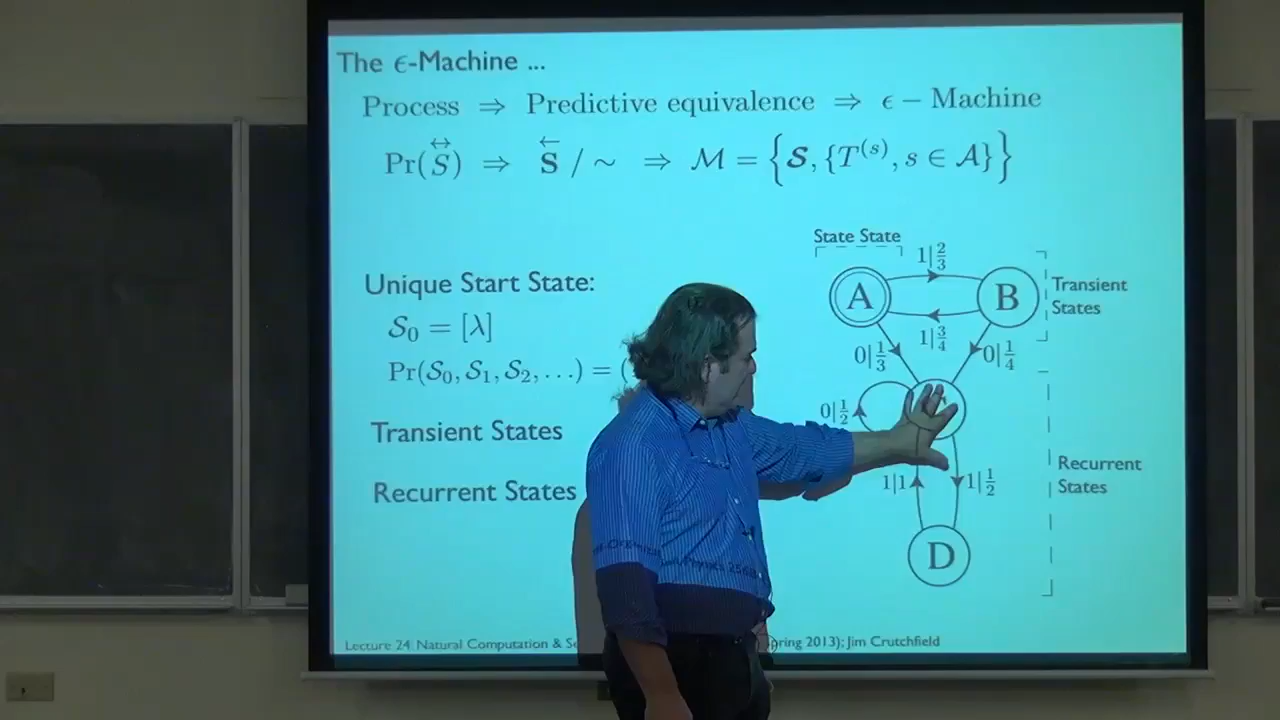 The ϵ-Machine ...
Process ⇒ Predictive equivalence ⇒ ϵ − Machine
Pr(S↔) ⇒ S← / ∼ ⇒ M = {S, {T^(s), s ∈ A}}
State State
1|2/3
Unique Start State:
A
B
Transient
States
S₀ = [λ]
1|3/4
0|1/3
0|1/4
Pr(S₀, S₁, S₂, …) = (
0|1/2
Transient States
Recurrent
States
1|1
1|1/2
Recurrent States
D
Lecture 24 Natural Computation &
ring 2013); Jim Crutchfield